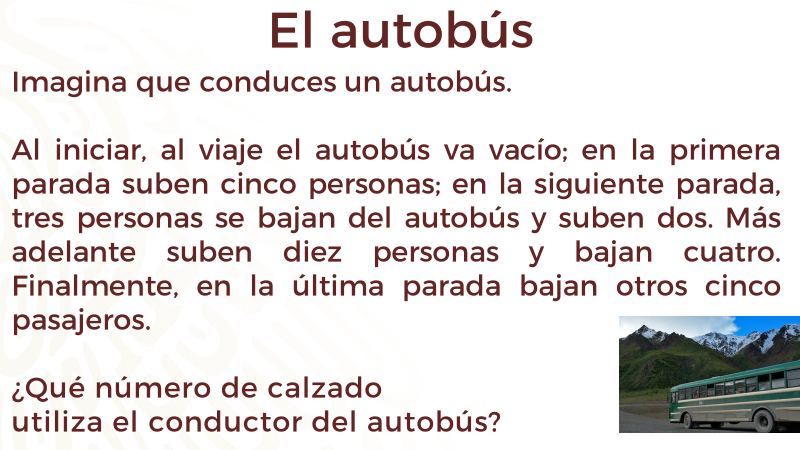 El autobús
Imagina que conduces un autobús.
Al iniciar, al viaje el autobús va vacío; en la primera
parada suben cinco personas; en la siguiente parada,
tres personas se bajan del autobús y suben dos. Más
adelante suben diez personas y bajan cuatro.
Finalmente, en la última parada bajan otros cinco
pasajeros.
¿Qué número de calzado
utiliza el conductor del autobús?